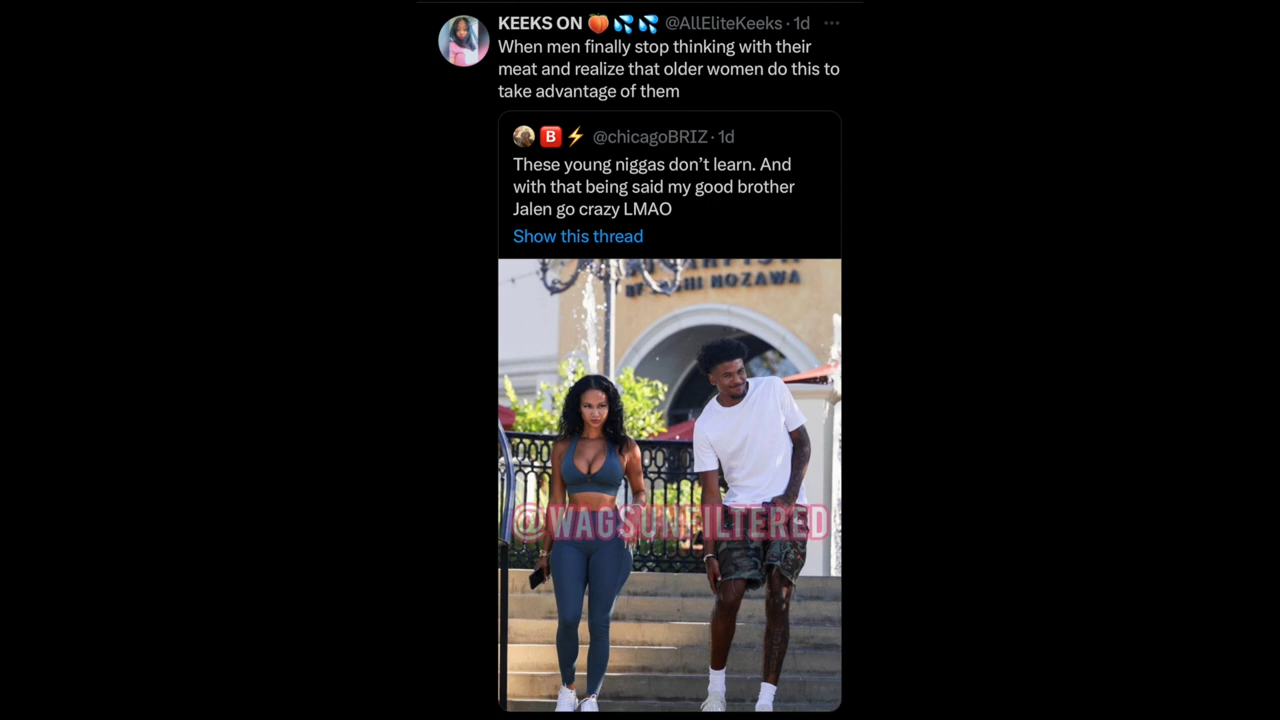 KEEKS ON 🍑💦💦 @AllEliteKeeks · 1d ...
When men finally stop thinking with their
meat and realize that older women do this to
take advantage of them
🅱️⚡ @chicagoBRIZ · 1d
These young niggas don’t learn. And
with that being said my good brother
Jalen go crazy LMAO
Show this thread
NOZAWA
@WAGSUNFILTERED